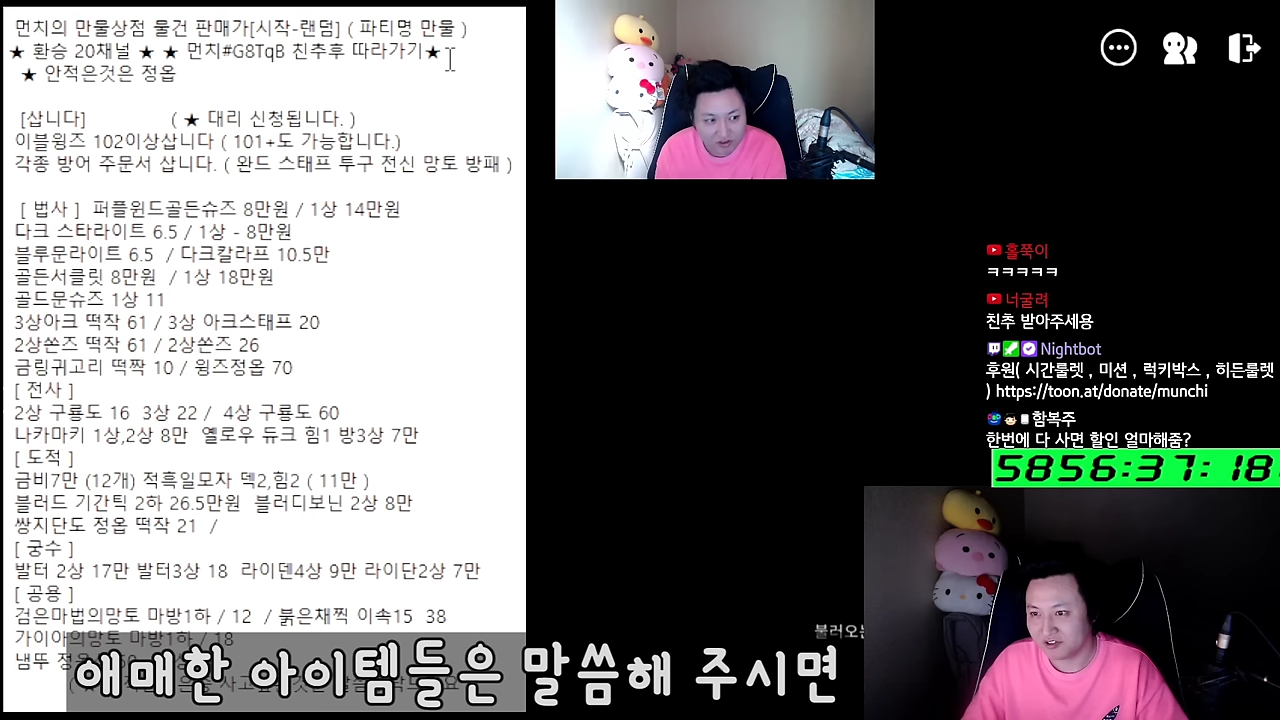 먼치의 만물상점 물건 판매가[시작-랜덤] ( 파티명 만물 )
★ 환승 20채널 ★ ★ 먼치#G8TqB 친추후 따라가기★
★ 안적은것은 정옵
[삽니다] ( ★ 대리 신청됩니다. )
이블윙즈 102이상삽니다 ( 101+도 가능합니다.)
각종 방어 주문서 삽니다. ( 완드 스태프 투구 전신 망토 방패 )
[ 법사 ] 퍼플윈드골든슈즈 8만원 / 1상 14만원
다크 스타라이트 6.5 / 1상 - 8만원
블루문라이트 6.5 / 다크칼라프 10.5만
골든서클릿 8만원 / 1상 18만원
골드문슈즈 1상 11
3상아크 떡작 61 / 3상 아크스태프 20
2상쏜즈 떡작 61 / 2상쏜즈 26
금링귀고리 떡짝 10 / 윙즈정옵 70
[ 전사 ]
2상 구룡도 16 3상 22 / 4상 구룡도 60
나카마키 1상,2상 8만 옐로우 듀크 힘1 방3상 7만
[ 도적 ]
금비7만 (12개) 적흑일모자 덱2,힘2 ( 11만 )
블러드 기간틱 2하 26.5만원 블러디보닌 2상 8만
쌍지단도 정옵 떡작 21 /
[ 궁수 ]
발터 2상 17만 발터3상 18 라이덴4상 9만 라이단2상 7만
[ 공용 ]
검은마법의망토 마방1하 / 12 / 붉은채찍 이속15 38
가이아의망토 마방1하 / 18
냄뚜
애매한 아이템들은 말씀해 주시면
불러오는
홀쭉이
ㅋㅋㅋㅋㅋ
너굴려
친추 받아주세용
Nightbot
후원( 시간룰렛 , 미션 , 럭키박스 , 히든룰렛
) https://toon.at/donate/munchi
함복주
한번에 다 사면 할인 얼마해줌?
5856:37:18